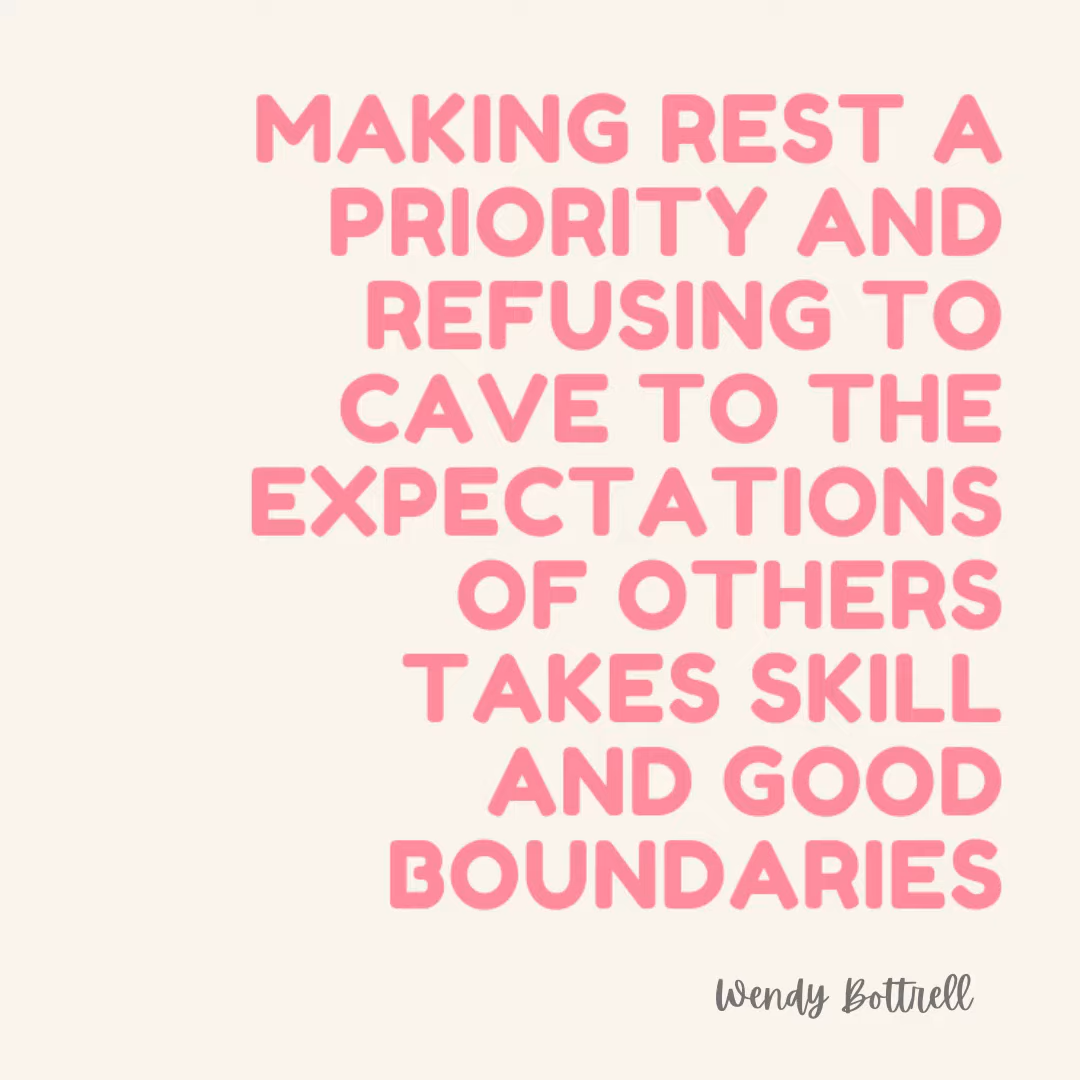 MAKING REST A
PRIORITY AND
REFUSING TO
CAVE TO THE
EXPECTATIONS
OF OTHERS
TAKES SKILL
AND GOOD
BOUNDARIES
Wendy Bottrell